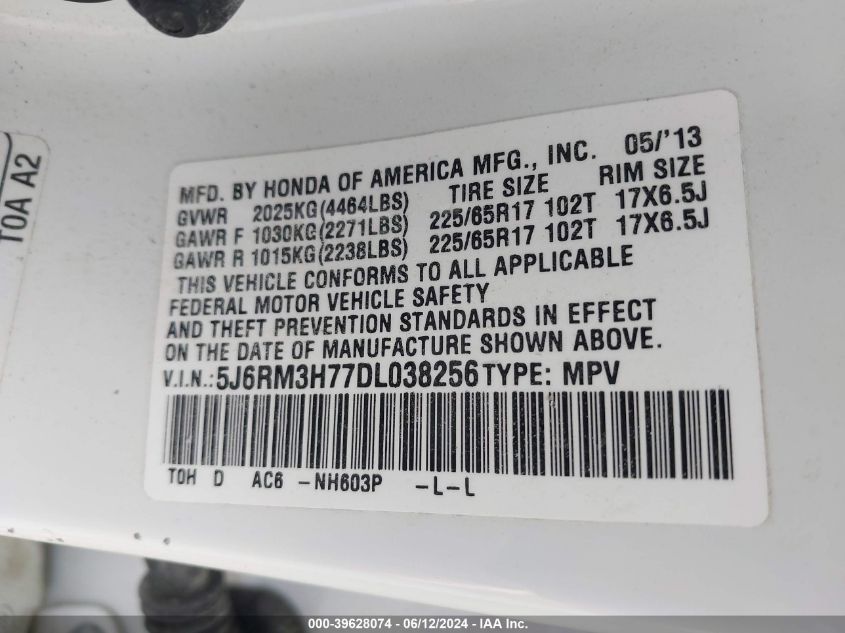 T0A A2
MFD. BY HONDA OF AMERICA MFG., INC. 05/'13
GVWR 2025KG(4464LBS) TIRE SIZE RIM SIZE
GAWR F 1030KG(2271LBS) 225/65R17 102T 17X6.5J
GAWR R 1015KG(2238LBS) 225/65R17 102T 17X6.5J
THIS VEHICLE CONFORMS TO ALL APPLICABLE
FEDERAL MOTOR VEHICLE SAFETY
AND THEFT PREVENTION STANDARDS IN EFFECT
ON THE DATE OF MANUFACTURE SHOWN ABOVE.
V.I.N.:5J6RM3H77DL038256 TYPE: MPV
T0H D AC6 -NH603P -L-L
000-39628074 - 06/12/2024 - IAA Inc.